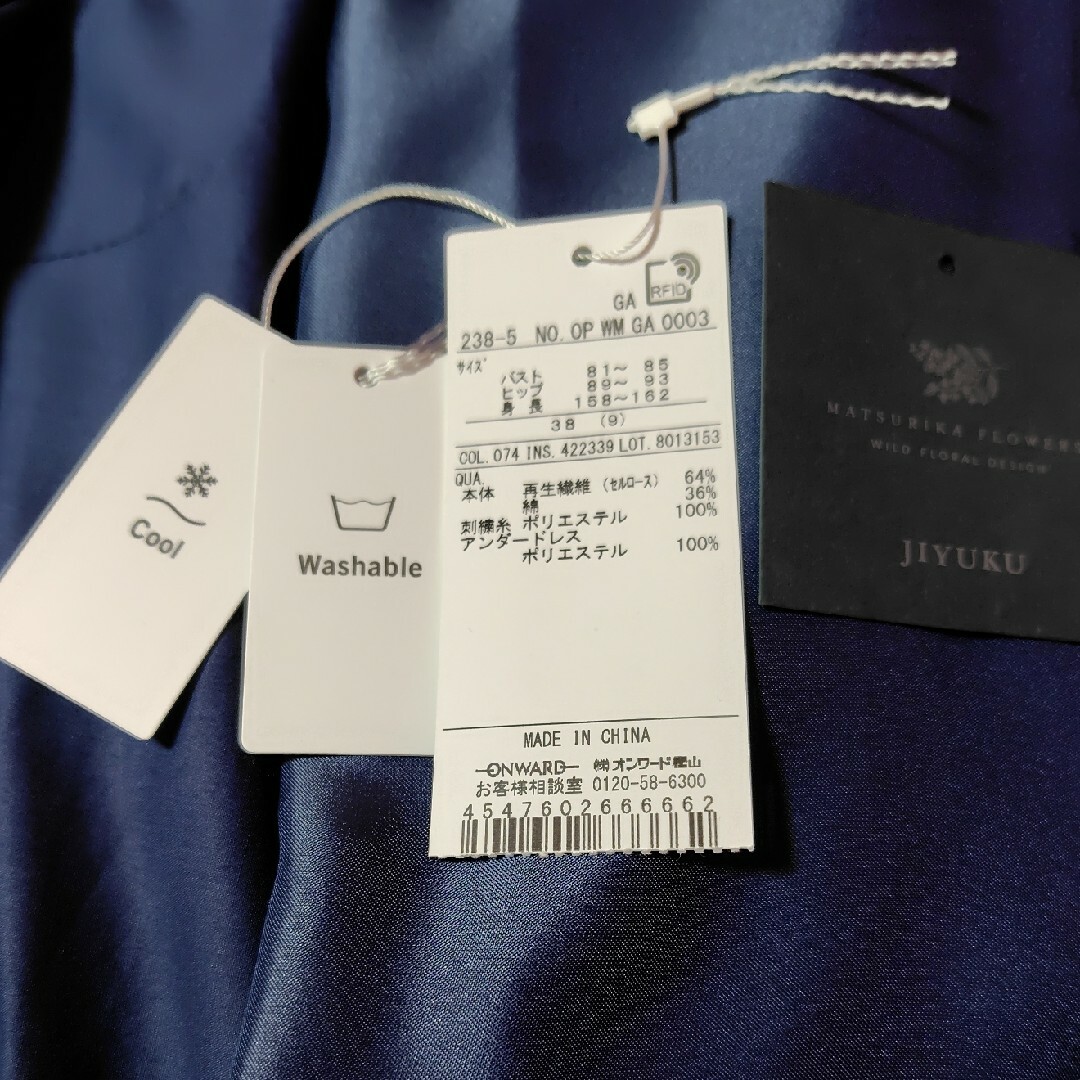 Cool
Washable
GA RFID
238-5 NO. OP WM GA 0003
サイズ
バスト 81～ 85
ヒップ 89～ 93
身長 158～162
38 (9)
COL. 074 INS. 422339 LOT. 8013153
QUA.
本体 再生繊維（セルロース） 64%
綿 36%
刺繍糸 ポリエステル 100%
アンダードレス
ポリエステル 100%
MADE IN CHINA
ONWARD ㈱オンワード樫山
お客様相談室 0120-58-6300
4547602666662
MATSURIKA FLOWERS
WILD FLORAL DESIGN
JIYUKU